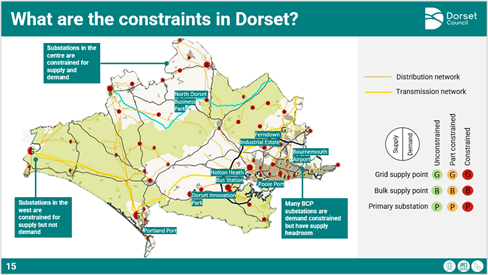 What are the constraints in Dorset?
Dorset
Council
Substations in the
centre are constrained
for supply and
demand
North Dorset
Business
Park
Ferndown
Industrial Estate
Bournemouth
Airport
Holton Heath
Bus Station
Poole Port
Dorset Innovation
Park
Portland Port
Substations in the
west are constrained
for supply but not
demand
Many BCP
substations are
demand constrained
but have supply
headroom
Distribution network
Transmission network
Supply
Demand
Unconstrained
Part constrained
Constrained
Grid supply point G G G
Bulk supply point B B B
Primary substation P P P
15